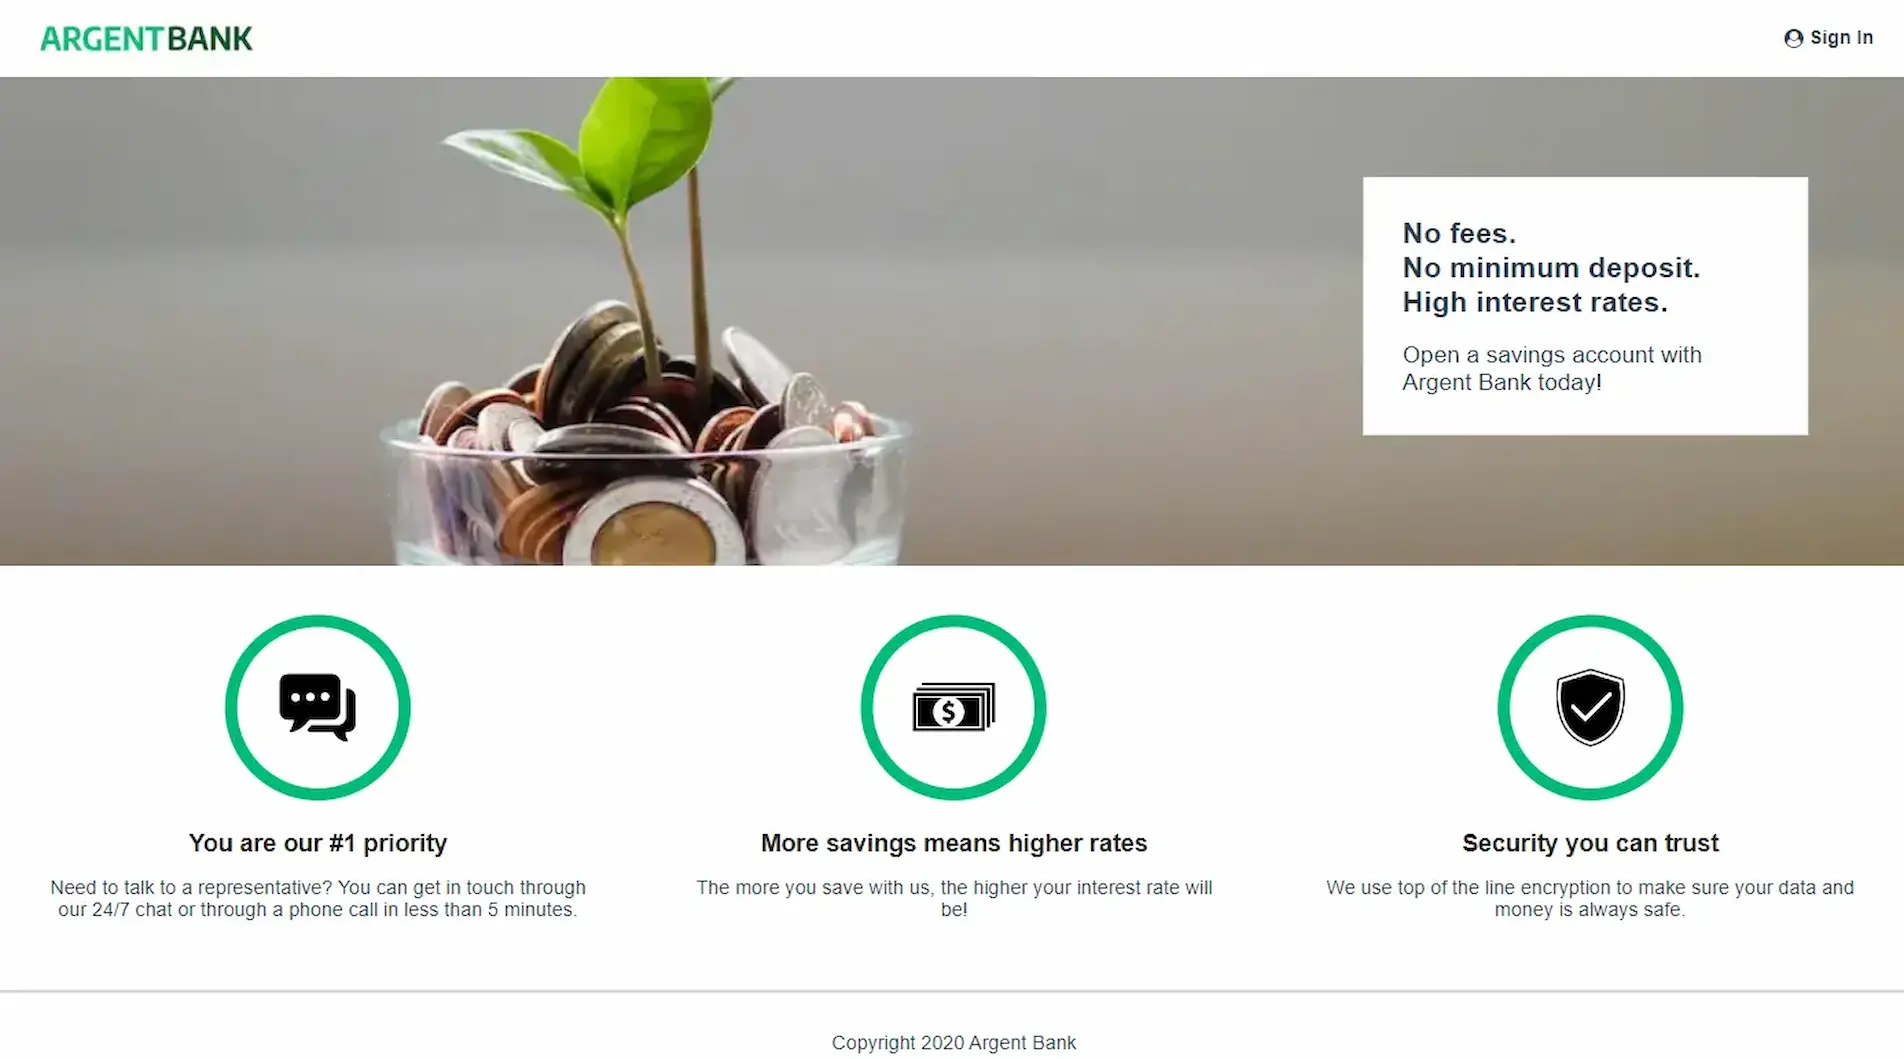 ARGENTBANK
Sign In
No fees.
No minimum deposit.
High interest rates.
Open a savings account with
Argent Bank today!
You are our #1 priority
Need to talk to a representative? You can get in touch through
our 24/7 chat or through a phone call in less than 5 minutes.
More savings means higher rates
The more you save with us, the higher your interest rate will
be!
Security you can trust
We use top of the line encryption to make sure your data and
money is always safe.
Copyright 2020 Argent Bank